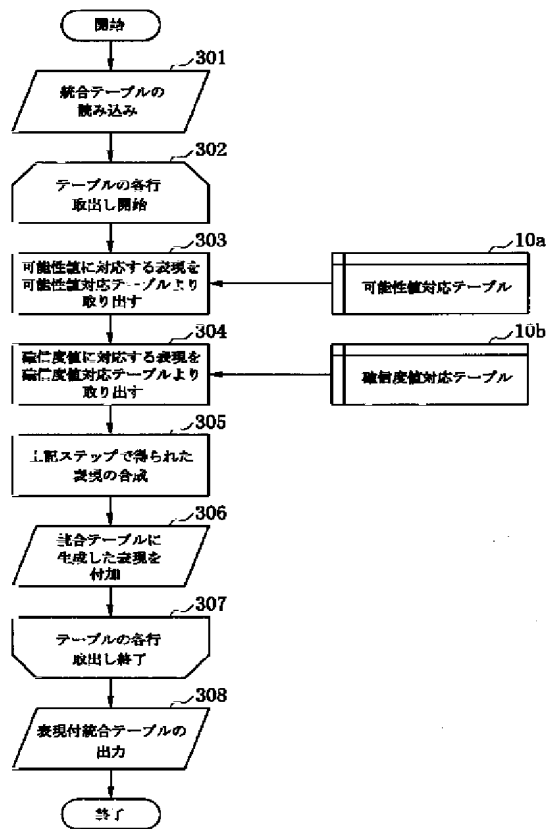 開始
301
統合テーブルの
読み込み
302
テーブルの各行
取出し開始
303
可能性値に対応する表現を
可能性値対応テーブルより
取り出す
10a
可能性値対応テーブル
304
確信度値に対応する表現を
確信度値対応テーブルより
取り出す
10b
確信度値対応テーブル
305
上記ステップで得られた
表現の合成
306
統合テーブルに
生成した表現を
付加
307
テーブルの各行
取出し終了
308
表現付統合テーブルの
出力
終了